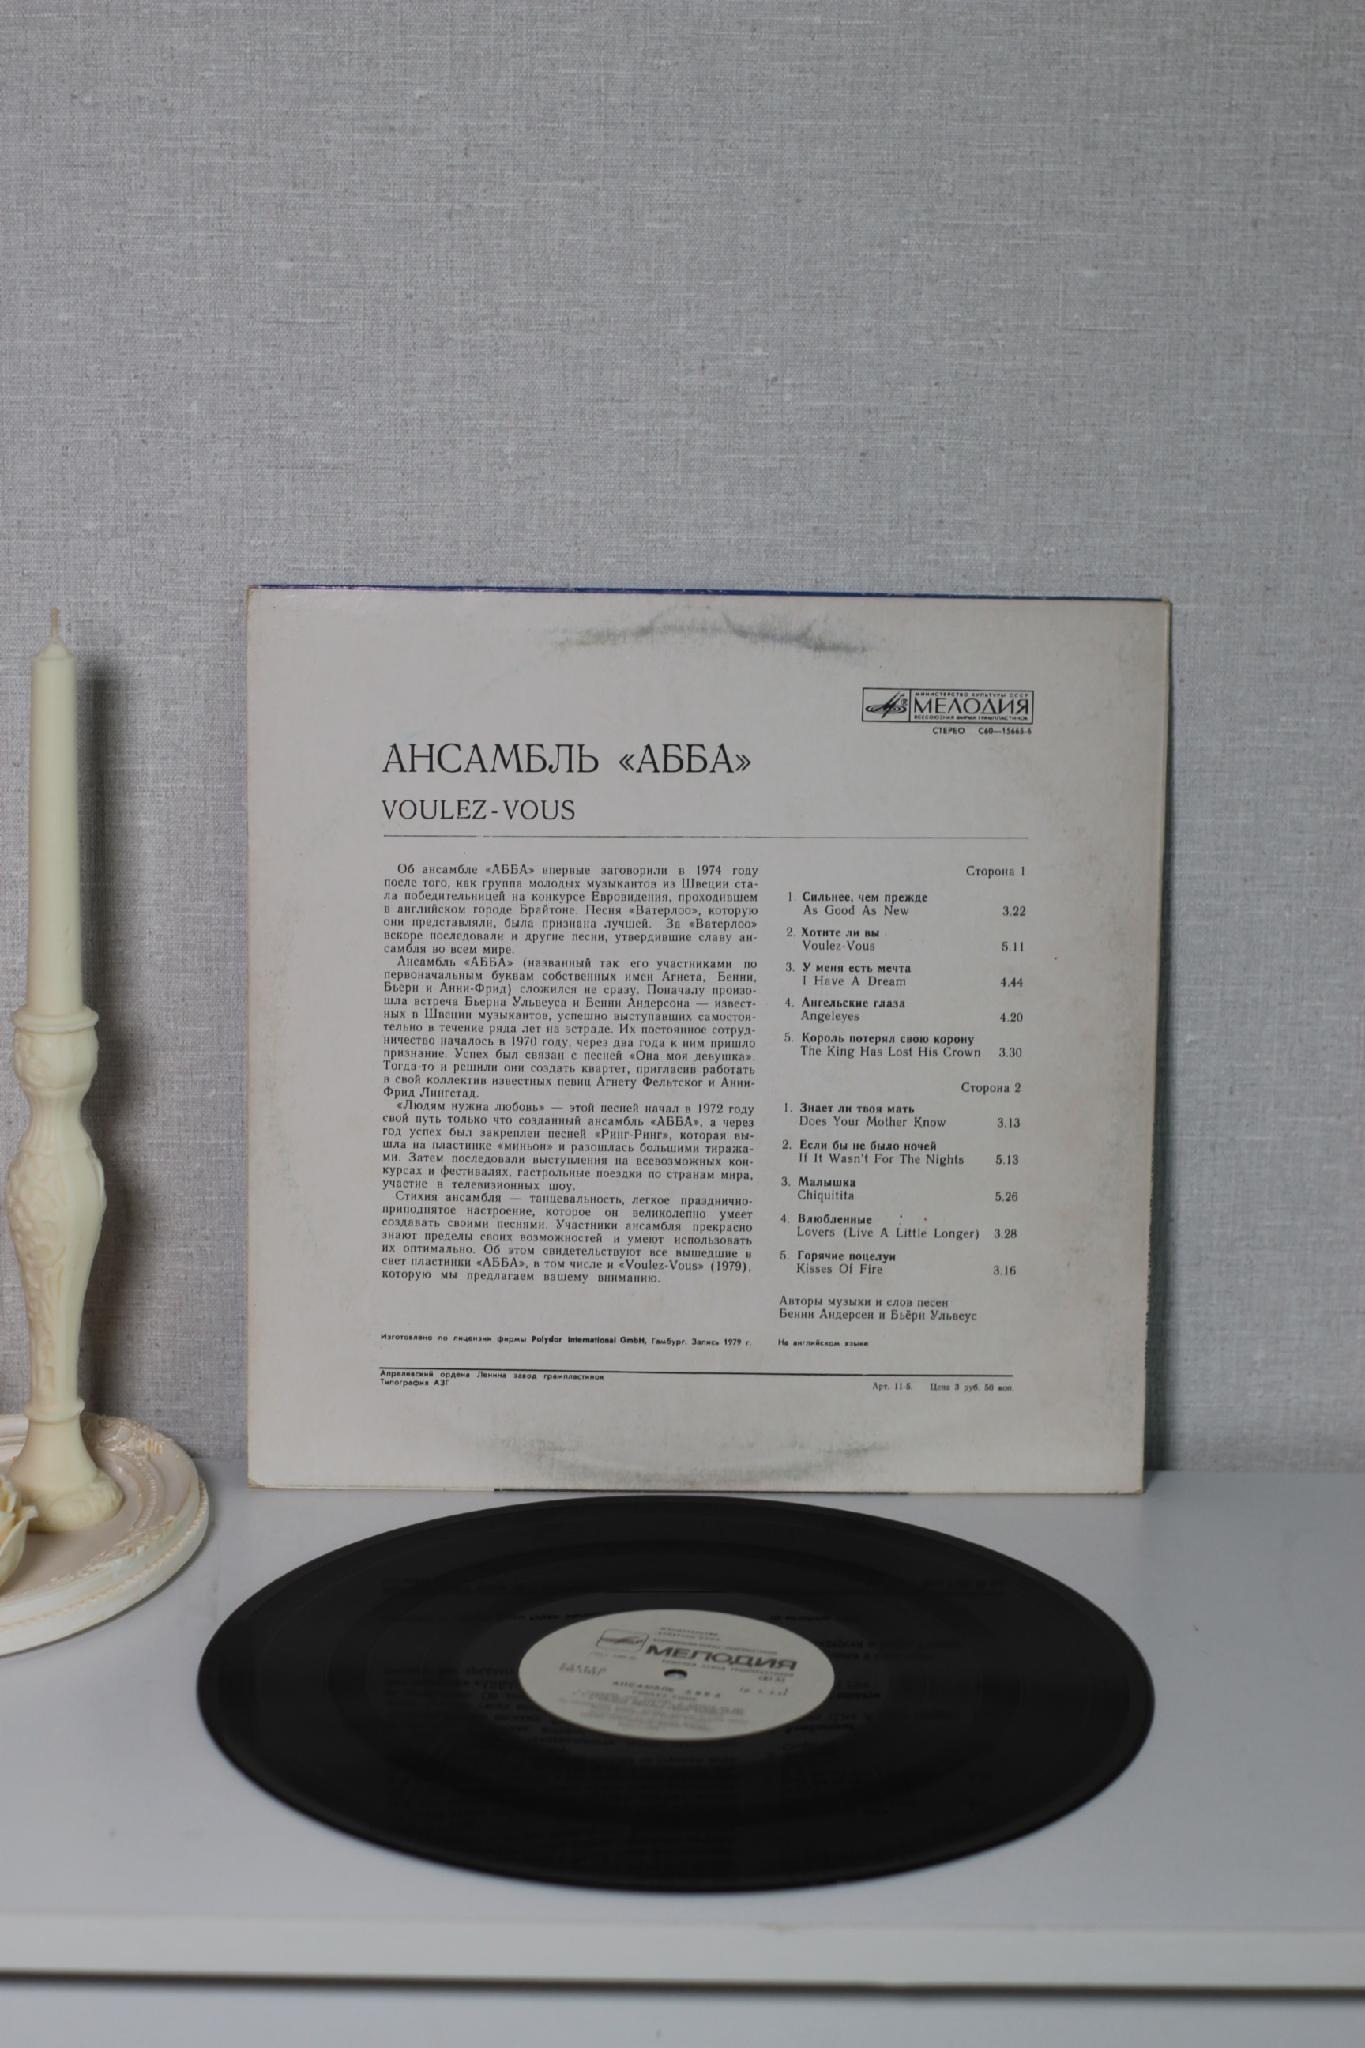 МИНИСТЕРСТВО КУЛЬТУРЫ СССР
МЕЛОДИЯ
ВСЕСОЮЗНАЯ ФИРМА ГРАМПЛАСТИНОК
СТЕРЕО С60—15665-6
АНСАМБЛЬ «АББА»
VOULEZ-VOUS
Об ансамбле «АББА» впервые заговорили в 1974 году
после того, как группа молодых музыкантов из Швеции ста-
ла победительницей на конкурсе Евровидения, проходившем
в английском городе Брайтоне. Песня «Ватерлоо», которую
они представляли, была признана лучшей. За «Ватерлоо»
вскоре последовали и другие песни, утвердившие славу ан-
самбля во всем мире.
Ансамбль «АББА» (названный так его участниками по
первоначальным буквам собственных имен Агнета, Бенни,
Бьерн и Анни-Фрид) сложился не сразу. Поначалу произо-
шла встреча Бьерна Ульвеуса и Бенни Андерсона — извест-
ных в Швеции музыкантов, успешно выступавших самостоя-
тельно в течение ряда лет на эстраде. Их постоянное сотруд-
ничество началось в 1970 году, через два года к ним пришло
признание. Успех был связан с песней «Она моя девушка».
Тогда-то и решили они создать квартет, пригласив работать
в свой коллектив известных певиц Агнету Фельтског и Анни-
Фрид Лингстад.
«Людям нужна любовь» — этой песней начал в 1972 году
свой путь только что созданный ансамбль «АББА», а через
год успех был закреплен песней «Ринг-Ринг», которая вы-
шла на пластинке «миньон» и разошлась большими тиража-
ми. Затем последовали выступления на всевозможных кон-
курсах и фестивалях, гастрольные поездки по странам мира,
участие в телевизионных шоу.
Стихия ансамбля — танцевальность, легкое празднично-
приподнятое настроение, которое он великолепно умеет
создавать своими песнями. Участники ансамбля прекрасно
знают пределы своих возможностей и умеют использовать
их оптимально. Об этом свидетельствуют все вышедшие в
свет пластинки «АББА», в том числе и «Voulez-Vous» (1979),
которую мы предлагаем вашему вниманию.
Сторона 1
1. Сильнее, чем прежде
As Good As New 3.22
2. Хотите ли вы
Voulez-Vous 5.11
3. У меня есть мечта
I Have A Dream 4.44
4. Ангельские глаза
Angeleyes 4.20
5. Король потерял свою корону
The King Has Lost His Crown 3.30
Сторона 2
1. Знает ли твоя мать
Does Your Mother Know 3.13
2. Если бы не было ночей
If It Wasn't For The Nights 5.13
3. Малышка
Chiquitita 5.26
4. Влюбленные
Lovers (Live A Little Longer) 3.28
5. Горячие поцелуи
Kisses Of Fire 3.16
Авторы музыки и слов песен
Бенни Андерсен и Бьёрн Ульвеус
Изготовлено по лицензии фирмы Polydor International GmbH, Гамбург. Запись 1979 г.
На английском языке
Апрелевский ордена Ленина завод грампластинок
Типография АЗГ
Арт. 11-6. Цена 3 руб. 50 коп.
МЕЛОДИЯ
АНСАМБЛЬ АББА